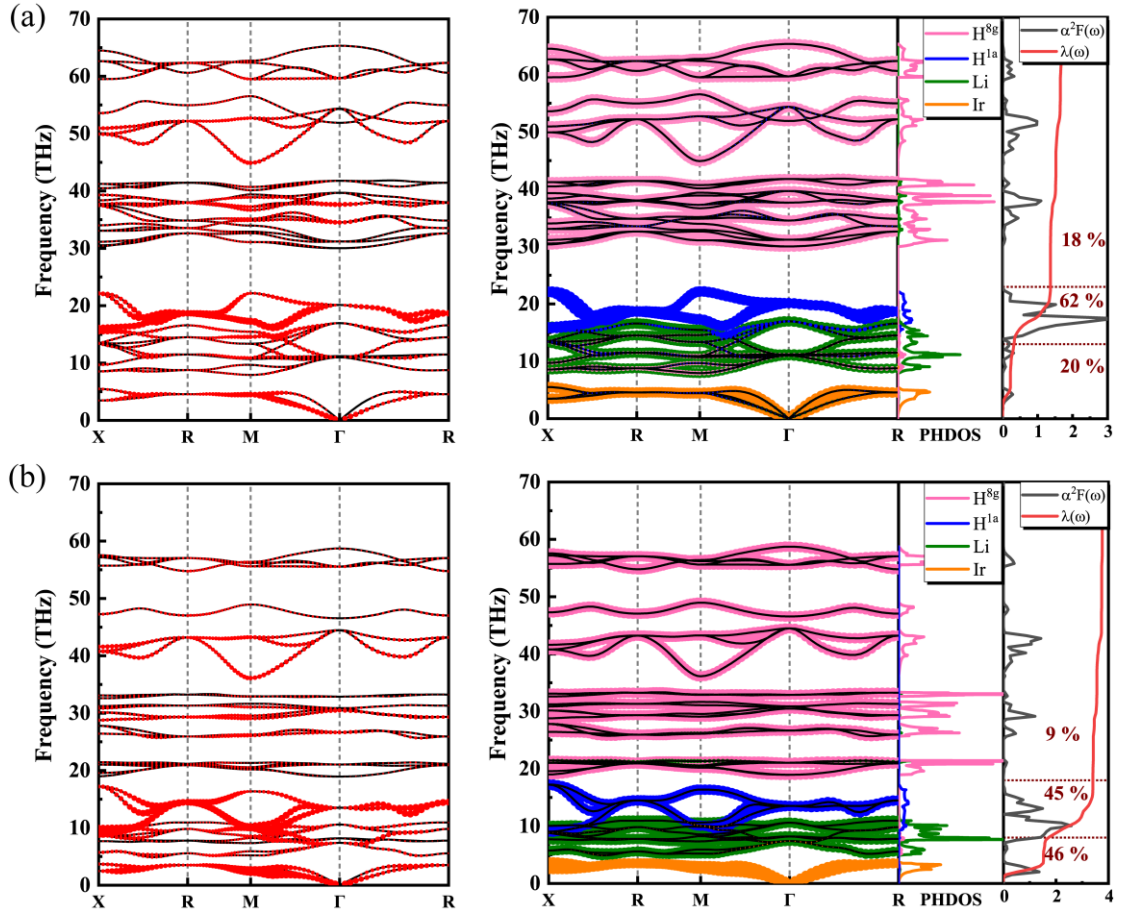 (a)
70
60
50
40
30
20
10
0
Frequency (THz)
X R M Γ R
70
60
50
40
30
20
10
0
Frequency (THz)
X R M Γ R PHDOS
H8g
H1a
Li
Ir
α²F(ω)
λ(ω)
18 %
62 %
20 %
0 1 2 3
(b)
70
60
50
40
30
20
10
0
Frequency (THz)
X R M Γ R
70
60
50
40
30
20
10
0
Frequency (THz)
X R M Γ R PHDOS
H8g
H1a
Li
Ir
α²F(ω)
λ(ω)
9 %
45 %
46 %
0 2 4